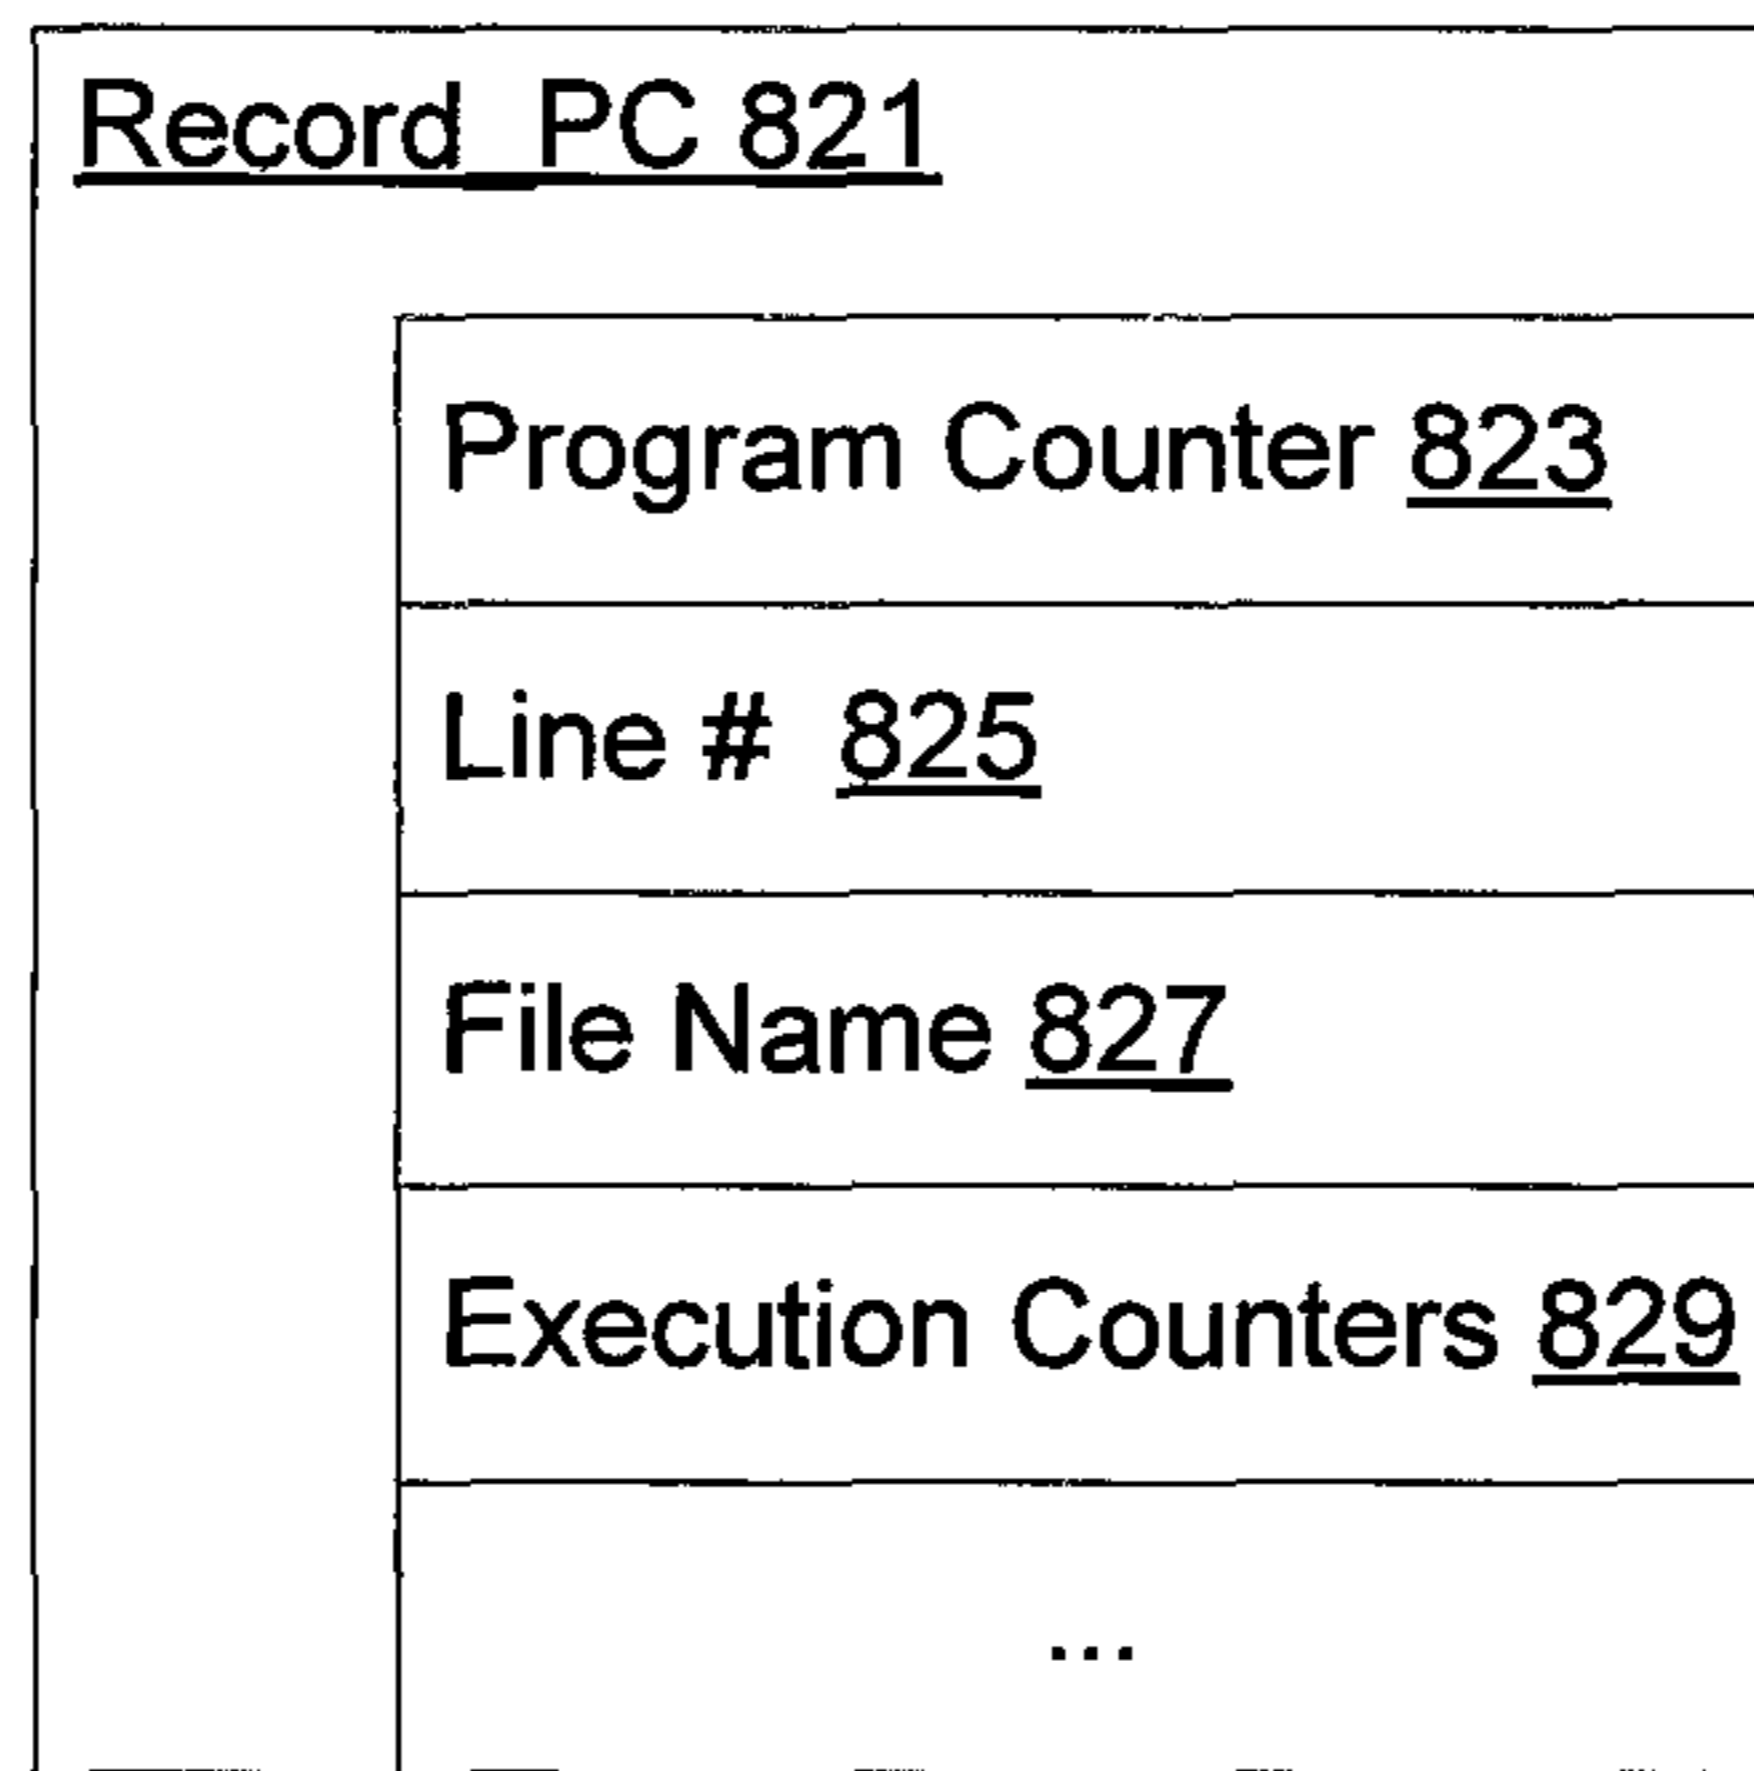 Record_PC 821
Program Counter 823
Line # 825
File Name 827
Execution Counters 829
...